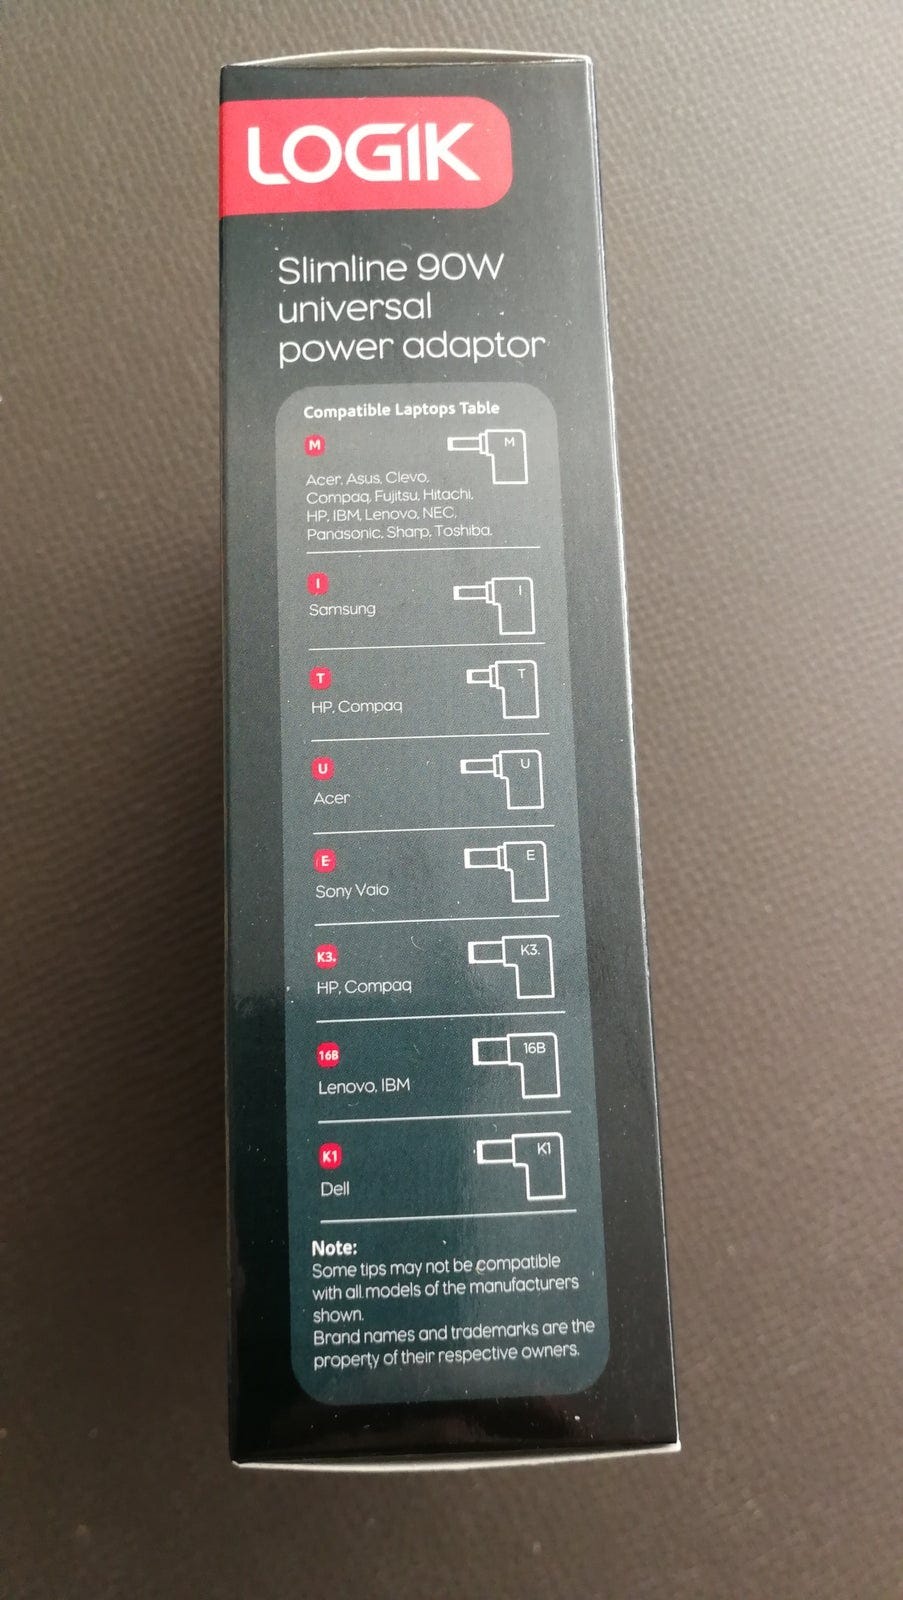 LOGIK
Slimline 90W
universal
power adaptor
Compatible Laptops Table
M
M
Acer, Asus, Clevo,
Compaq, Fujitsu, Hitachi,
HP, IBM, Lenovo, NEC,
Panasonic, Sharp, Toshiba.
I
I
Samsung
T
T
HP, Compaq
U
U
Acer
E
E
Sony Vaio
K3.
K3.
HP, Compaq
16B
16B
Lenovo, IBM
K1
K1
Dell
Note:
Some tips may not be compatible
with all models of the manufacturers
shown.
Brand names and trademarks are the
property of their respective owners.